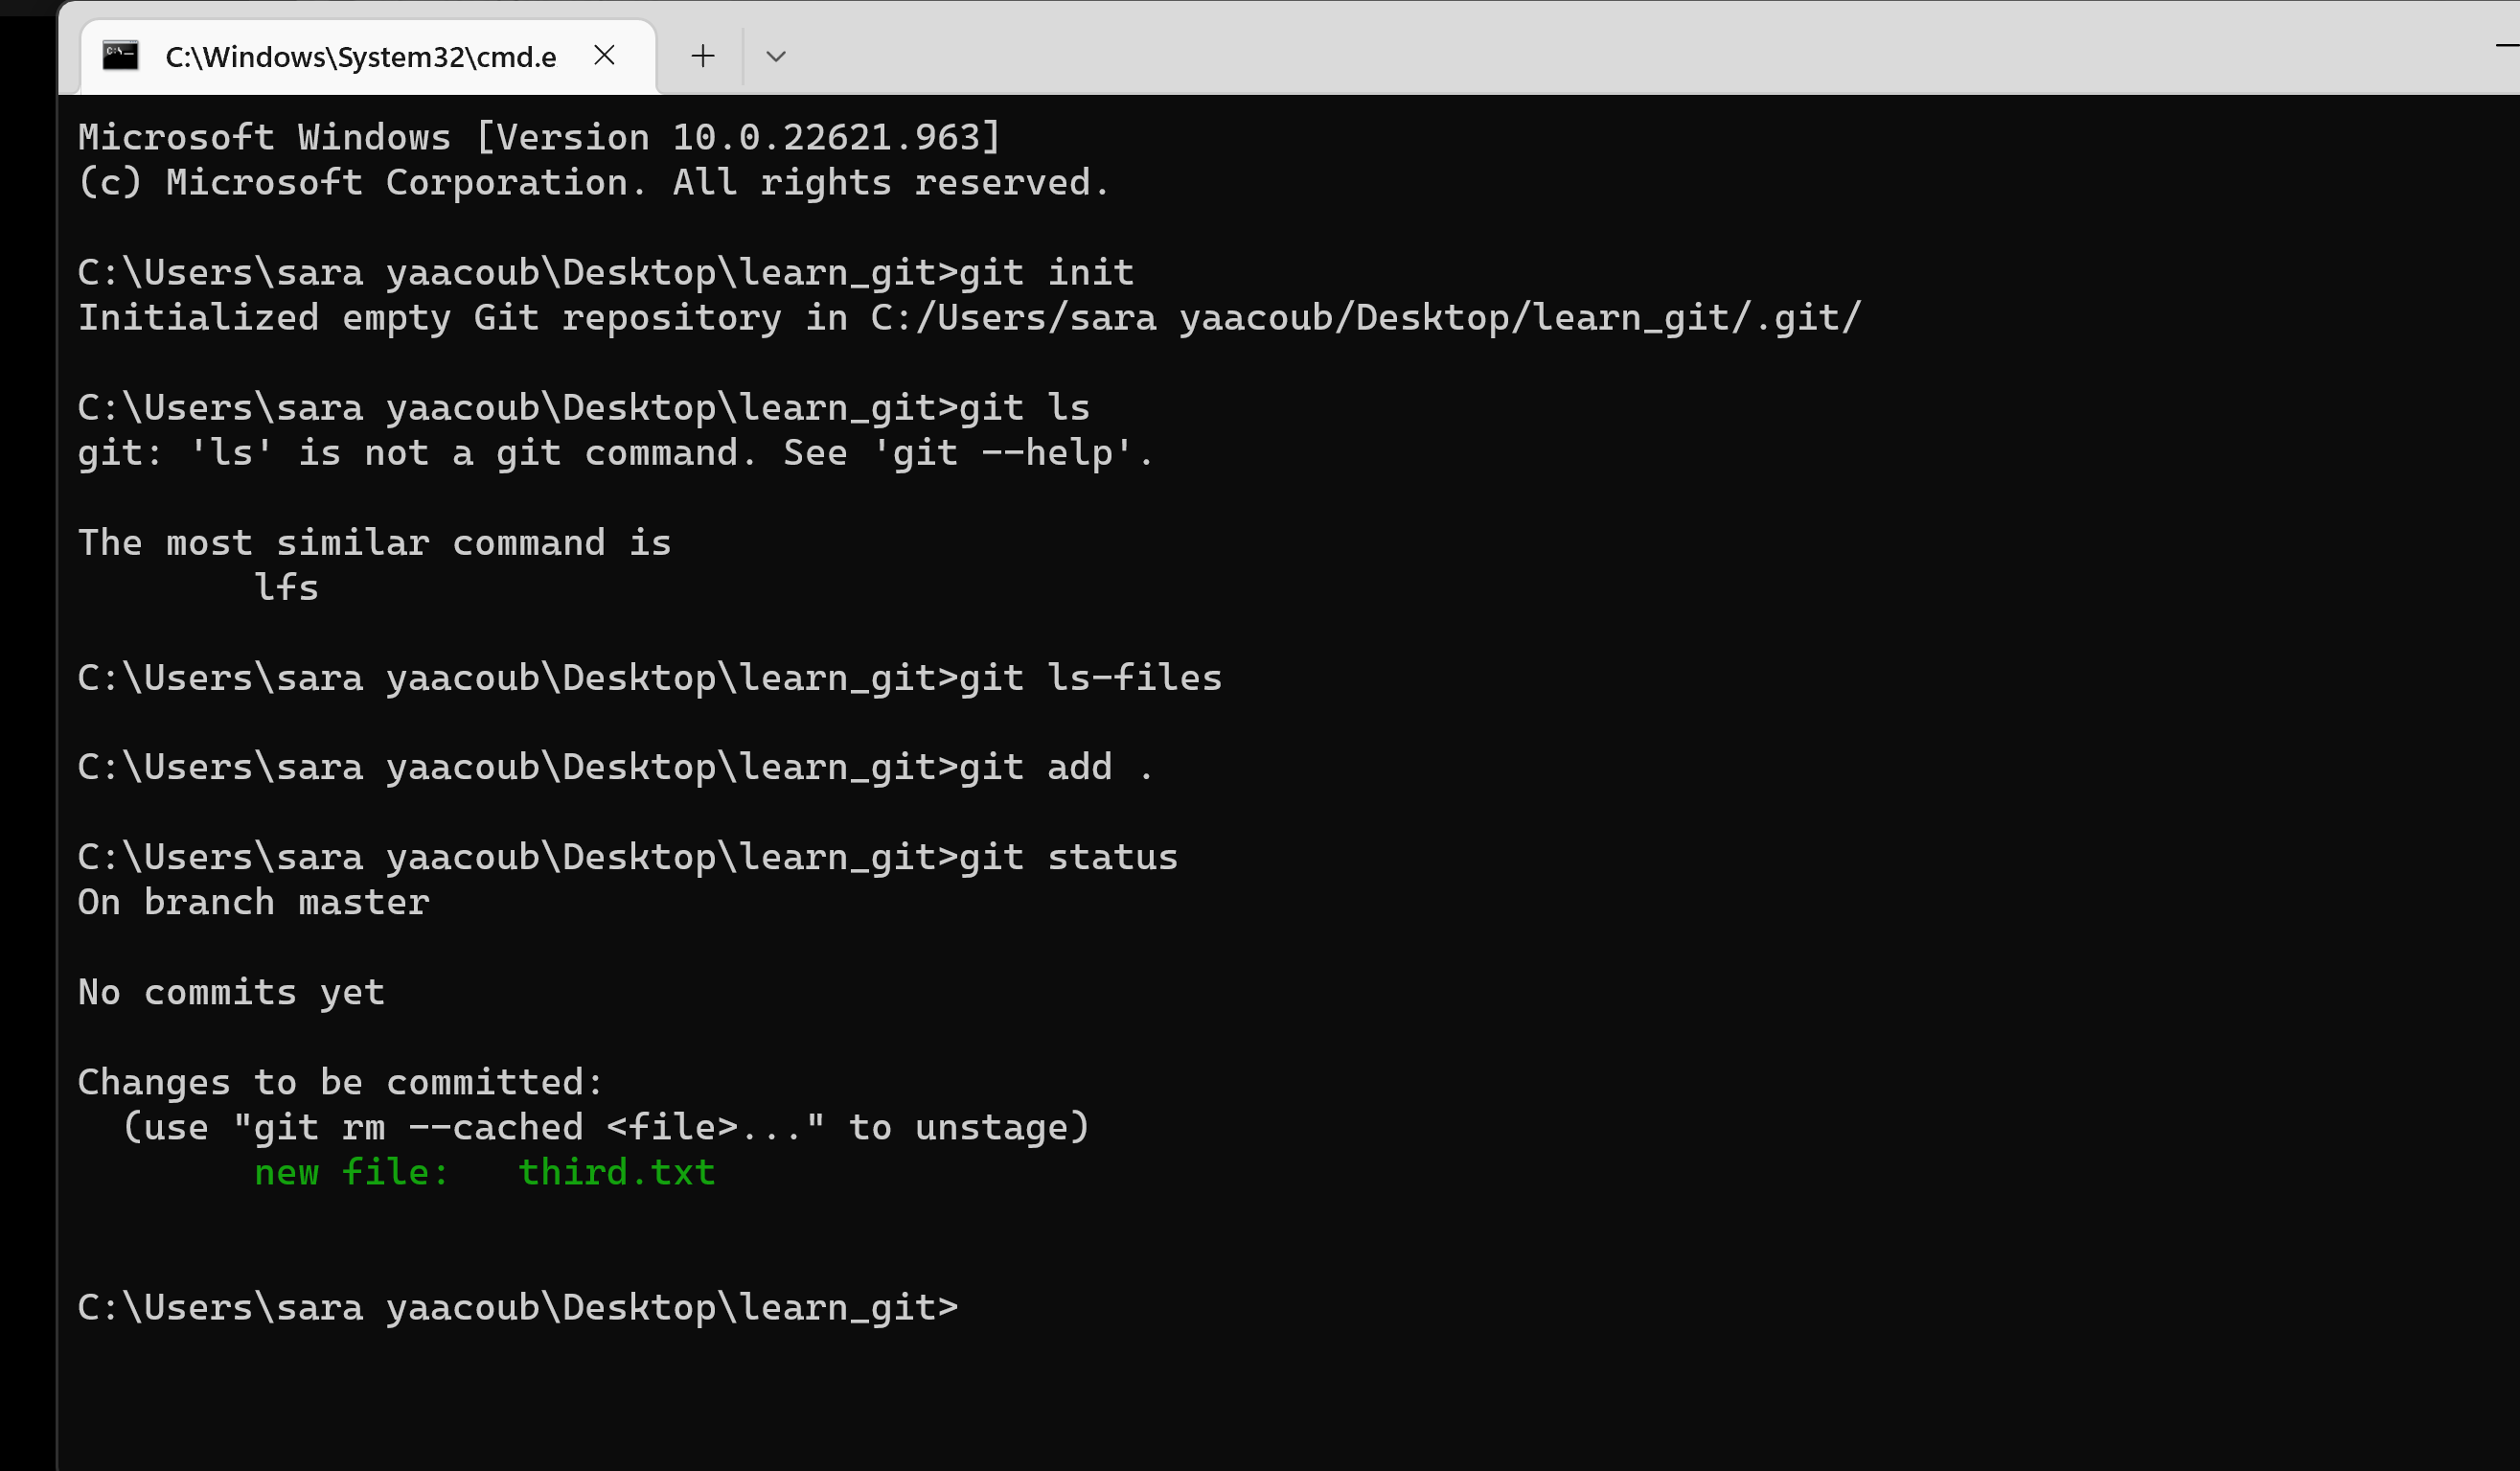 C:\Windows\System32\cmd.e
Microsoft Windows [Version 10.0.22621.963]
(c) Microsoft Corporation. All rights reserved.
C:\Users\sara yaacoub\Desktop\learn_git>git init
Initialized empty Git repository in C:/Users/sara yaacoub/Desktop/learn_git/.git/
C:\Users\sara yaacoub\Desktop\learn_git>git ls
git: 'ls' is not a git command. See 'git --help'.
The most similar command is
lfs
C:\Users\sara yaacoub\Desktop\learn_git>git ls-files
C:\Users\sara yaacoub\Desktop\learn_git>git add .
C:\Users\sara yaacoub\Desktop\learn_git>git status
On branch master
No commits yet
Changes to be committed:
(use "git rm --cached <file>..." to unstage)
new file:   third.txt
C:\Users\sara yaacoub\Desktop\learn_git>